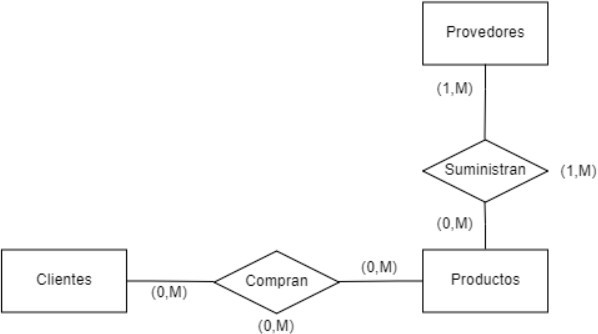 Provedores
(1,M)
Suministran
(1,M)
(0,M)
Clientes
(0,M)
Compran
(0,M)
(0,M)
Productos